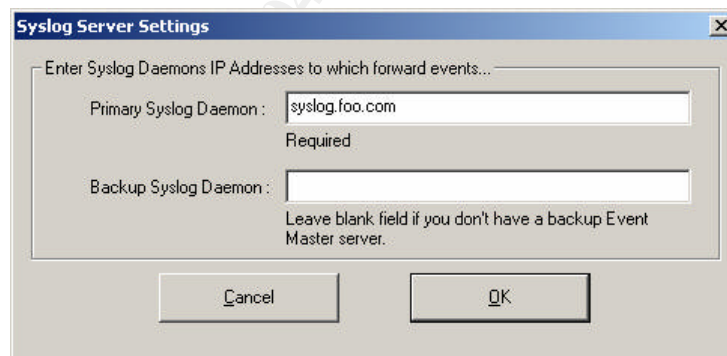 Syslog Server Settings
Enter Syslog Daemons IP Addresses to which forward events...
Primary Syslog Daemon :
syslog.foo.com
Required
Backup Syslog Daemon :
Leave blank field if you don't have a backup Event
Master server.
Cancel
OK